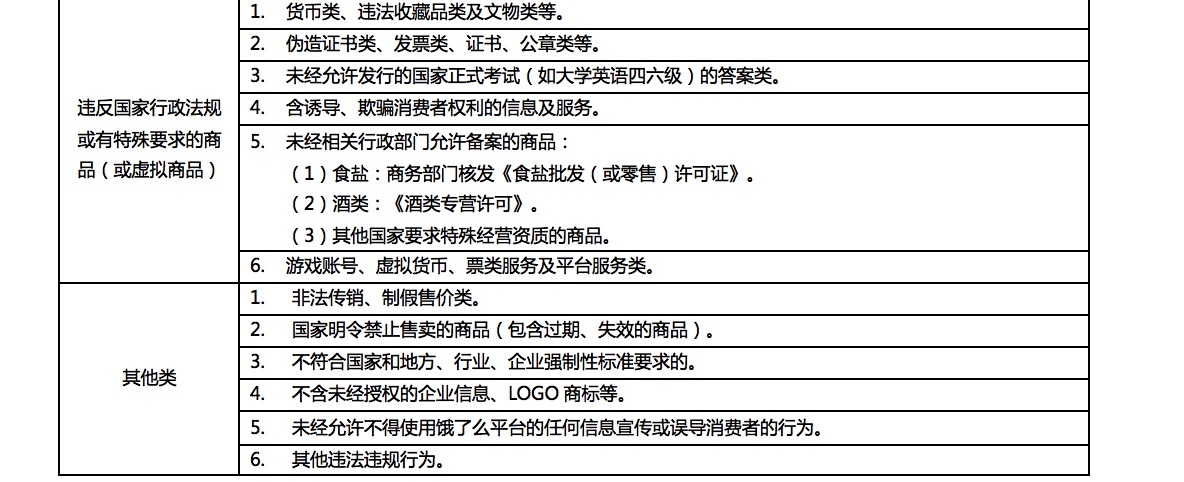 违反国家行政法规
或有特殊要求的商
品（或虚拟商品）
1. 货币类、违法收藏品类及文物类等。
2. 伪造证书类、发票类、证书、公章类等。
3. 未经允许发行的国家正式考试（如大学英语四六级）的答案类。
4. 含诱导、欺骗消费者权利的信息及服务。
5. 未经相关行政部门允许备案的商品：
（1）食盐：商务部门核发《食盐批发（或零售）许可证》。
（2）酒类：《酒类专营许可》。
（3）其他国家要求特殊经营资质的商品。
6. 游戏账号、虚拟货币、票类服务及平台服务类。
其他类
1. 非法传销、制假售价类。
2. 国家明令禁止售卖的商品（包含过期、失效的商品）。
3. 不符合国家和地方、行业、企业强制性标准要求的。
4. 不含未经授权的企业信息、LOGO 商标等。
5. 未经允许不得使用饿了么平台的任何信息宣传或误导消费者的行为。
6. 其他违法违规行为。